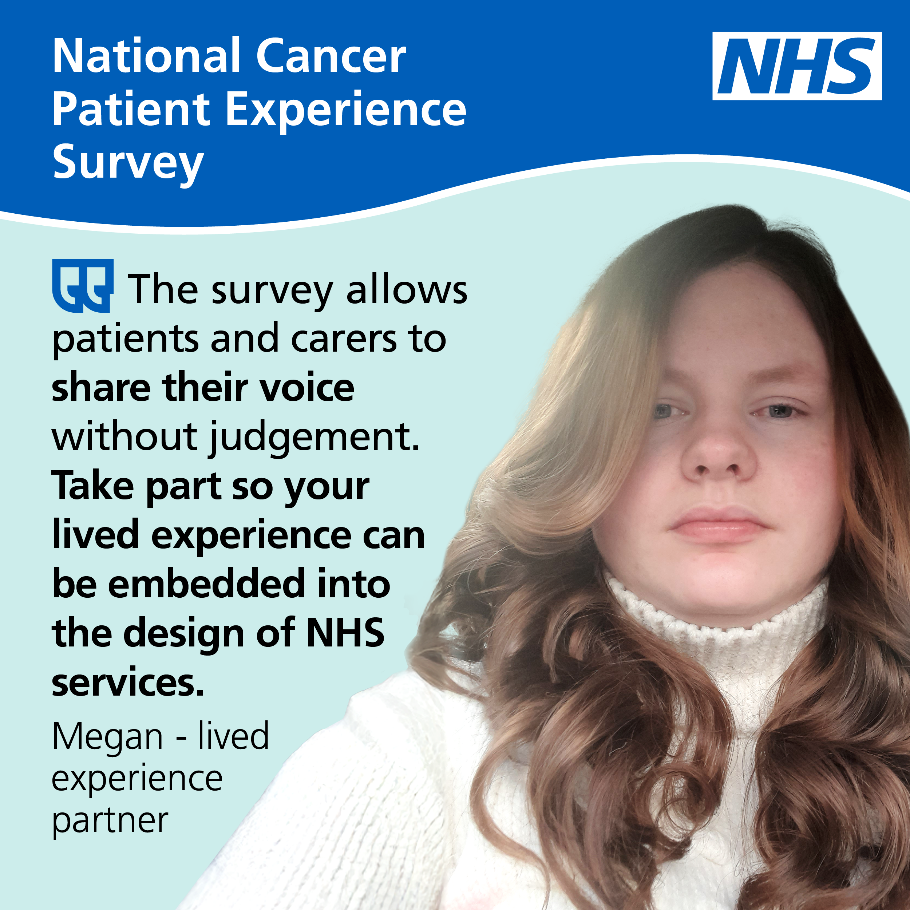 National Cancer
Patient Experience
Survey
NHS
The survey allows
patients and carers to
share their voice
without judgement.
Take part so your
lived experience can
be embedded into
the design of NHS
services.
Megan - lived
experience
partner